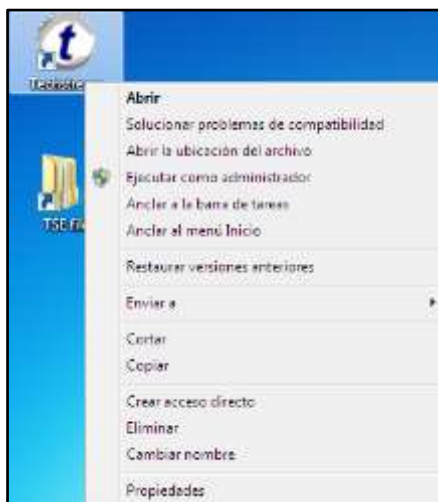 t
Abrir
Solucionar problemas de compatibilidad
Abrir la ubicación del archivo
Ejecutar como administrador
Anclar a la barra de tareas
Anclar al menú Inicio
TSB
Restaurar versiones anteriores
Enviar a
Cortar
Copiar
Crear acceso directo
Eliminar
Cambiar nombre
Propiedades